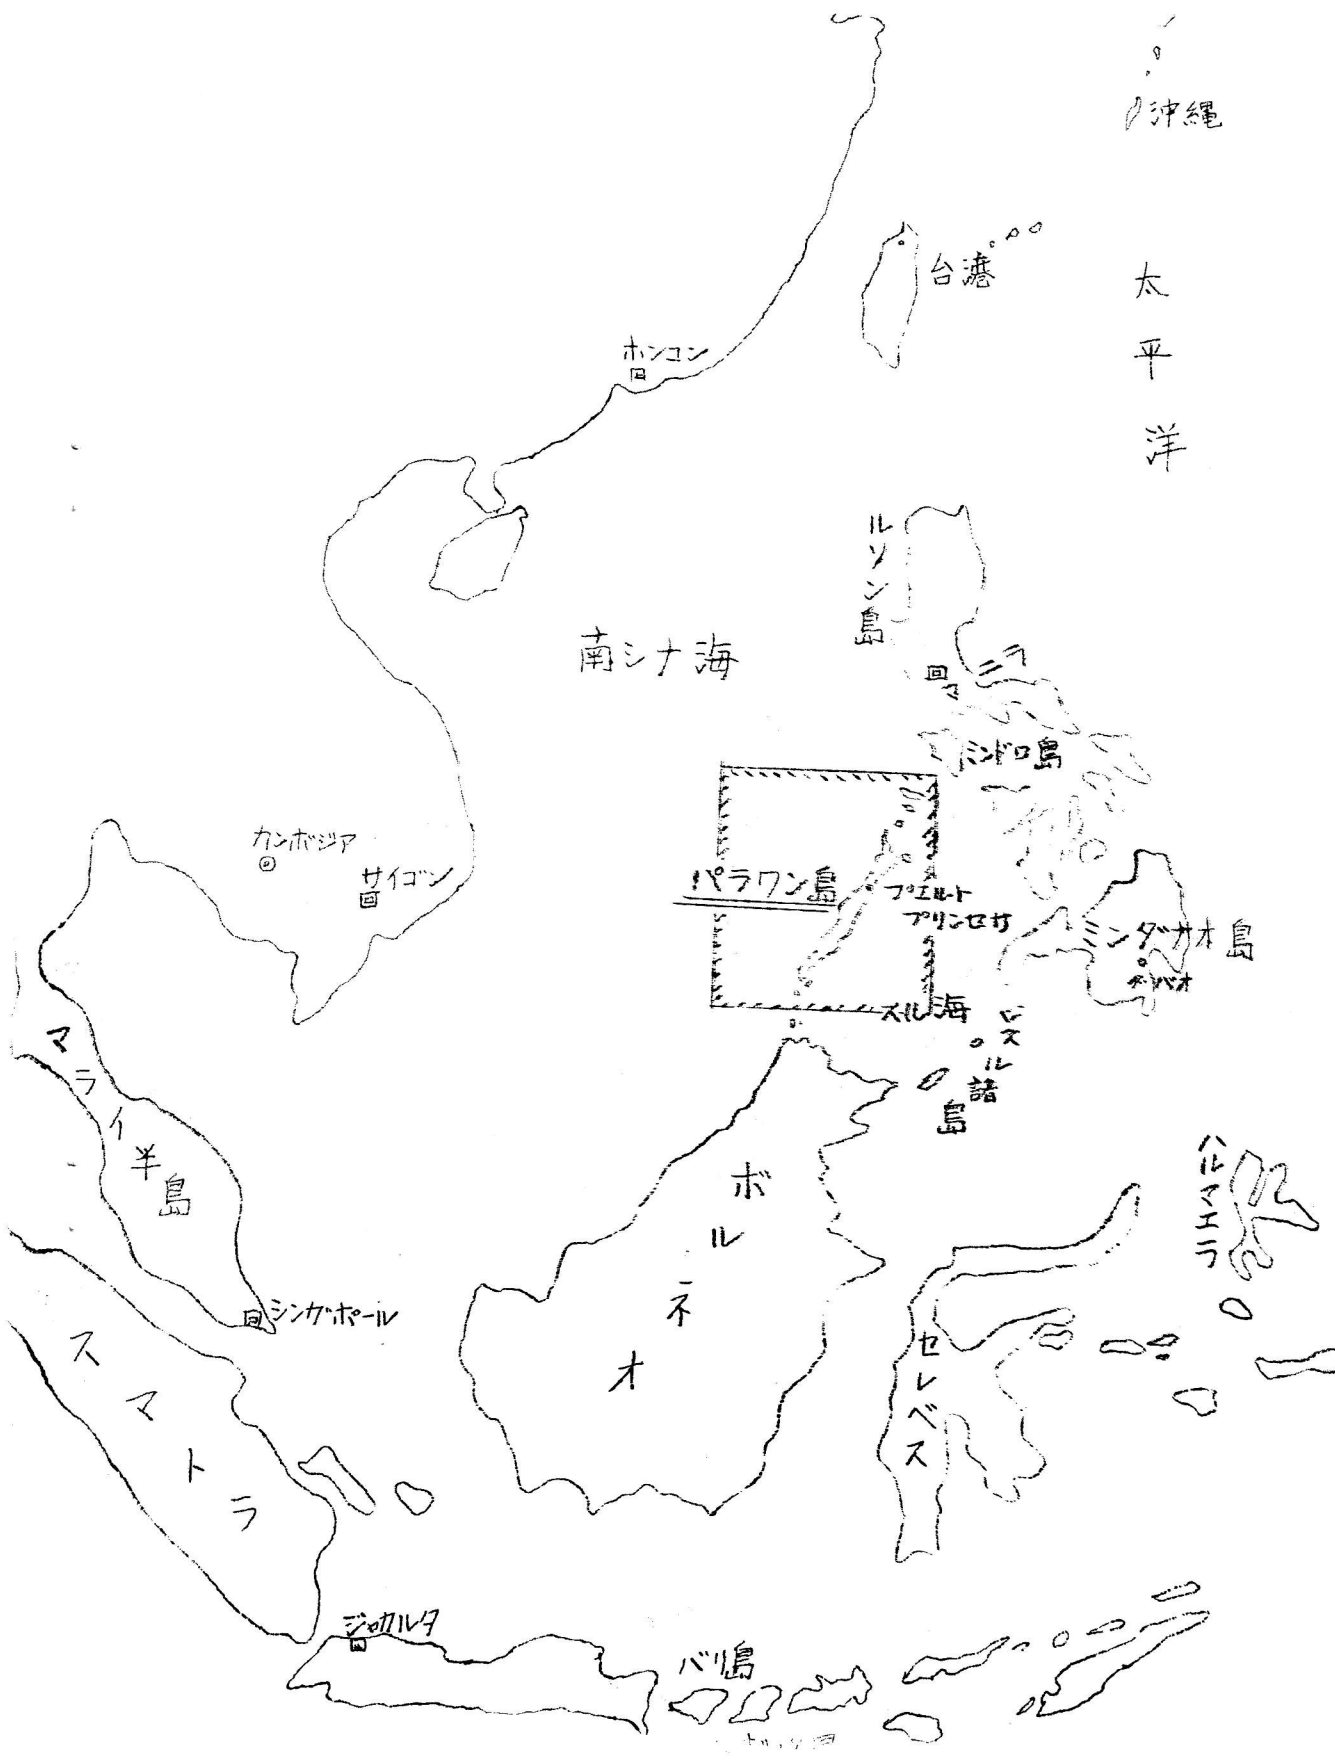 沖縄
台湾
太平洋
ホンコン
ルソン島
南シナ海
マニラ
ミンドロ島
カンボジア
サイゴン
パラワン島
プエルト
プリンセサ
ミンダナオ島
ダバオ
スル海
スル諸島
マライ半島
ボルネオ
ハルマエラ
シンガポール
スマトラ
セレベス
ジャカルタ
バリ島